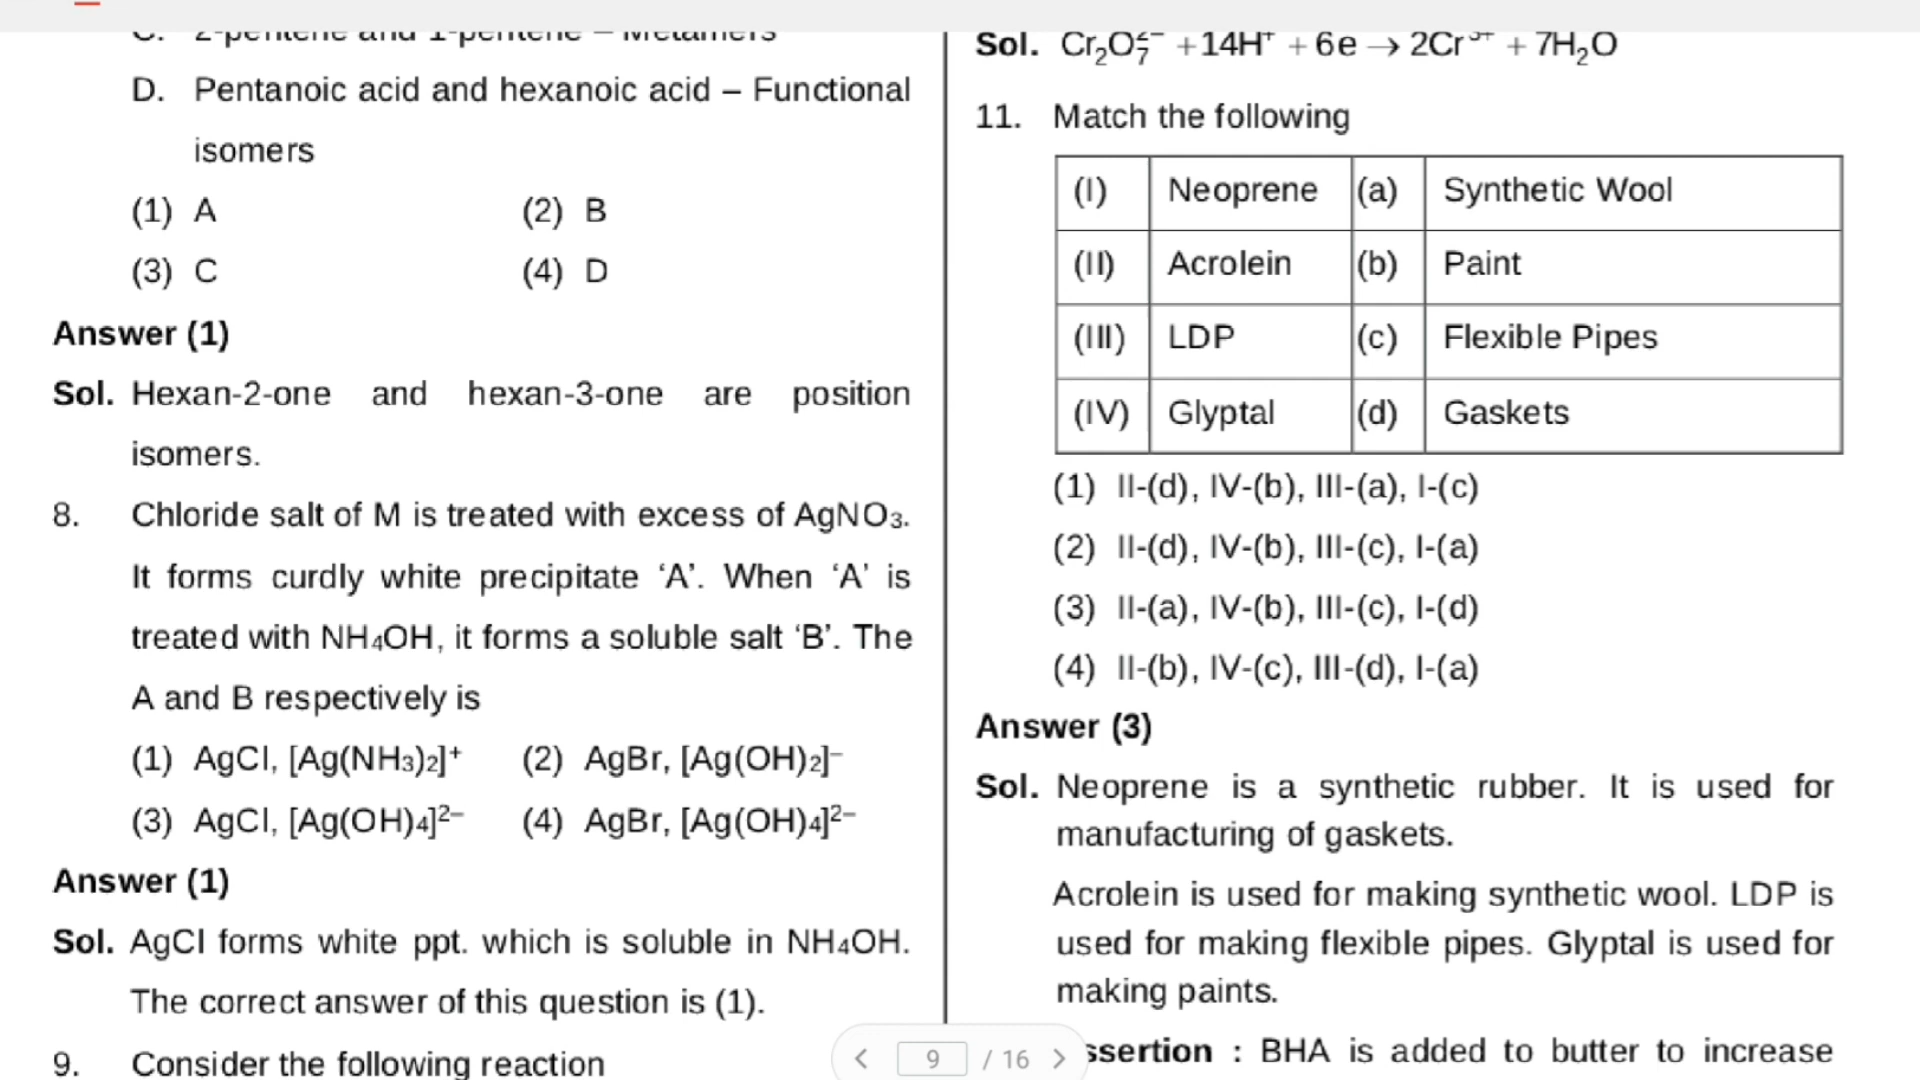 C. 2-pentene and 1-pentene – Metamers
D. Pentanoic acid and hexanoic acid – Functional
isomers
(1) A (2) B
(3) C (4) D
Answer (1)
Sol. Hexan-2-one and hexan-3-one are position
isomers.
8. Chloride salt of M is treated with excess of AgNO₃.
It forms curdly white precipitate ‘A’. When ‘A’ is
treated with NH₄OH, it forms a soluble salt ‘B’. The
A and B respectively is
(1) AgCl, [Ag(NH₃)₂]⁺ (2) AgBr, [Ag(OH)₂]⁻
(3) AgCl, [Ag(OH)₄]²⁻ (4) AgBr, [Ag(OH)₄]²⁻
Answer (1)
Sol. AgCl forms white ppt. which is soluble in NH₄OH.
The correct answer of this question is (1).
9. Consider the following reaction
Sol. Cr₂O₇²⁻ + 14H⁺ + 6e → 2Cr³⁺ + 7H₂O
11. Match the following
(I) Neoprene (a) Synthetic Wool
(II) Acrolein (b) Paint
(III) LDP (c) Flexible Pipes
(IV) Glyptal (d) Gaskets
(1) II-(d), IV-(b), III-(a), I-(c)
(2) II-(d), IV-(b), III-(c), I-(a)
(3) II-(a), IV-(b), III-(c), I-(d)
(4) II-(b), IV-(c), III-(d), I-(a)
Answer (3)
Sol. Neoprene is a synthetic rubber. It is used for
manufacturing of gaskets.
Acrolein is used for making synthetic wool. LDP is
used for making flexible pipes. Glyptal is used for
making paints.
ssertion : BHA is added to butter to increase
9 / 16